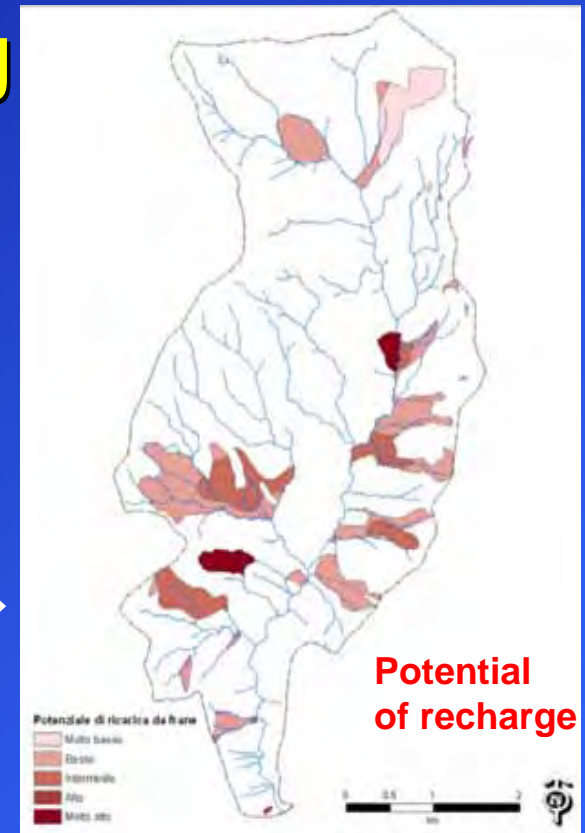 g
Potential
of recharge
Potenziale di ricarica da frane
Molto basso
Basso
Intermedio
Alto
Molto alto
0 0.5 1 2
km